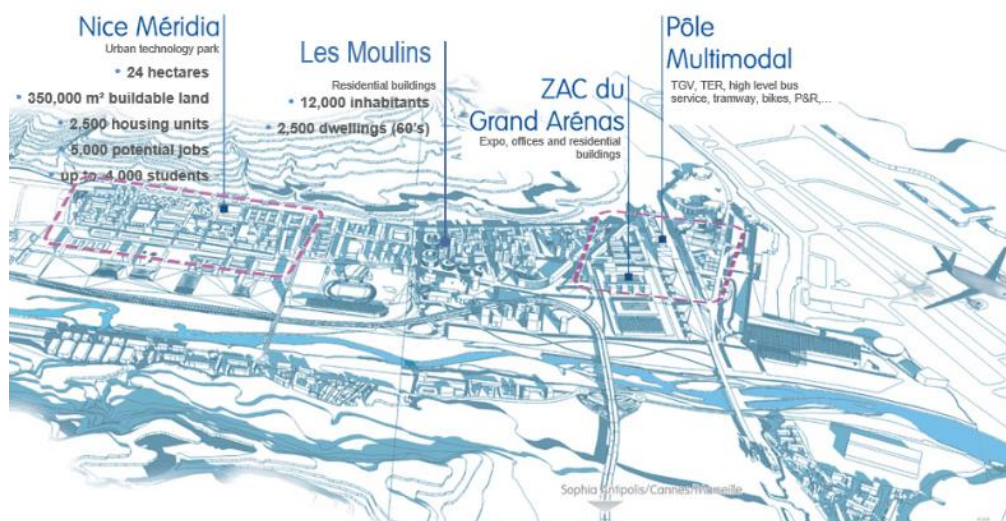 Nice Méridia
Urban technology park
• 24 hectares
• 350,000 m² buildable land
• 2,500 housing units
• 5,000 potential jobs
• up to 4,000 students
Les Moulins
Residential buildings
• 12,000 inhabitants
• 2,500 dwellings (60's)
ZAC du
Grand Arénas
Expo, offices and residential
buildings
Pôle
Multimodal
TGV, TER, high level bus
service, tramway, bikes, P&R,...
Sophia Antipolis/Cannes/Marseille